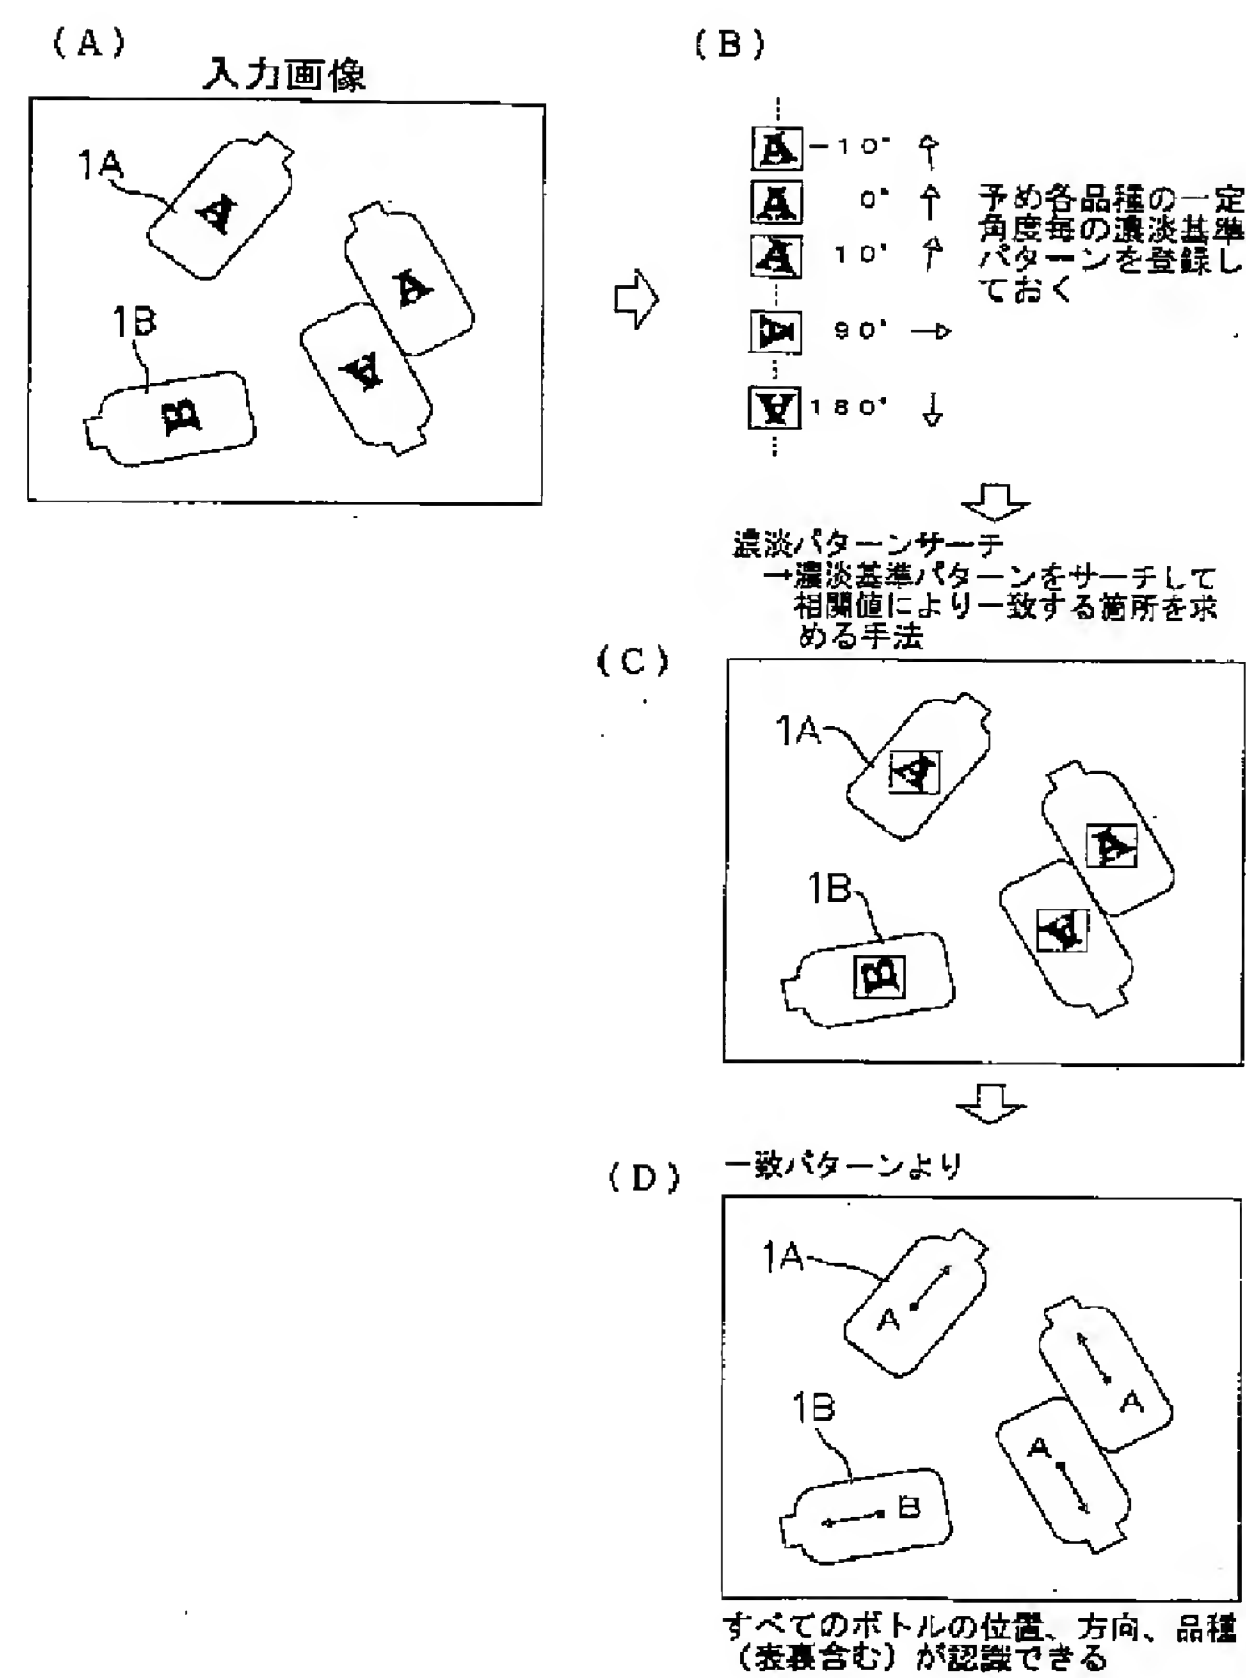 (A)
入力画像
1A
A
A
1B
A
B
(B)
A -10°
A 0°
A 10°
A 90°
A 180°
予め各品種の一定
角度毎の濃淡基準
パターンを登録し
ておく
濃淡パターンサーチ
→濃淡基準パターンをサーチして
相関値により一致する箇所を求
める手法
(C)
1A
A
A
1B
A
B
(D)
一致パターンより
1A
A
A
1B
A
B
すべてのボトルの位置、方向、品種
(表裏含む)が認識できる